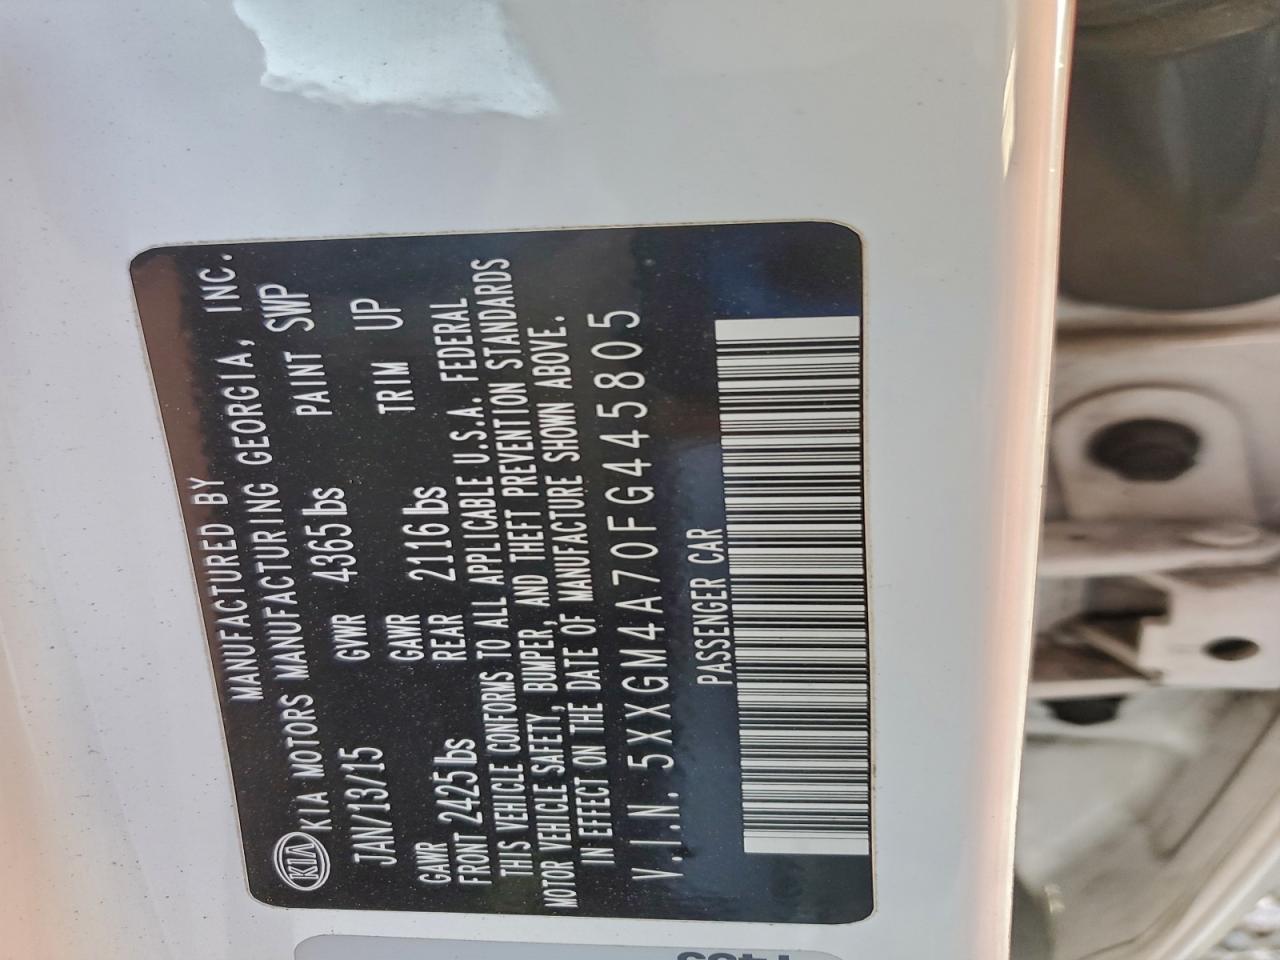 MANUFACTURED BY
KIA KIA MOTORS MANUFACTURING GEORGIA, INC.
JAN/13/15 GVWR 4365 lbs PAINT SWP
GAWR FRONT 2425 lbs GAWR REAR 2116 lbs TRIM UP
THIS VEHICLE CONFORMS TO ALL APPLICABLE U.S.A. FEDERAL
MOTOR VEHICLE SAFETY, BUMPER, AND THEFT PREVENTION STANDARDS
IN EFFECT ON THE DATE OF MANUFACTURE SHOWN ABOVE.
V.I.N. 5XXGM4A70FG445805
PASSENGER CAR